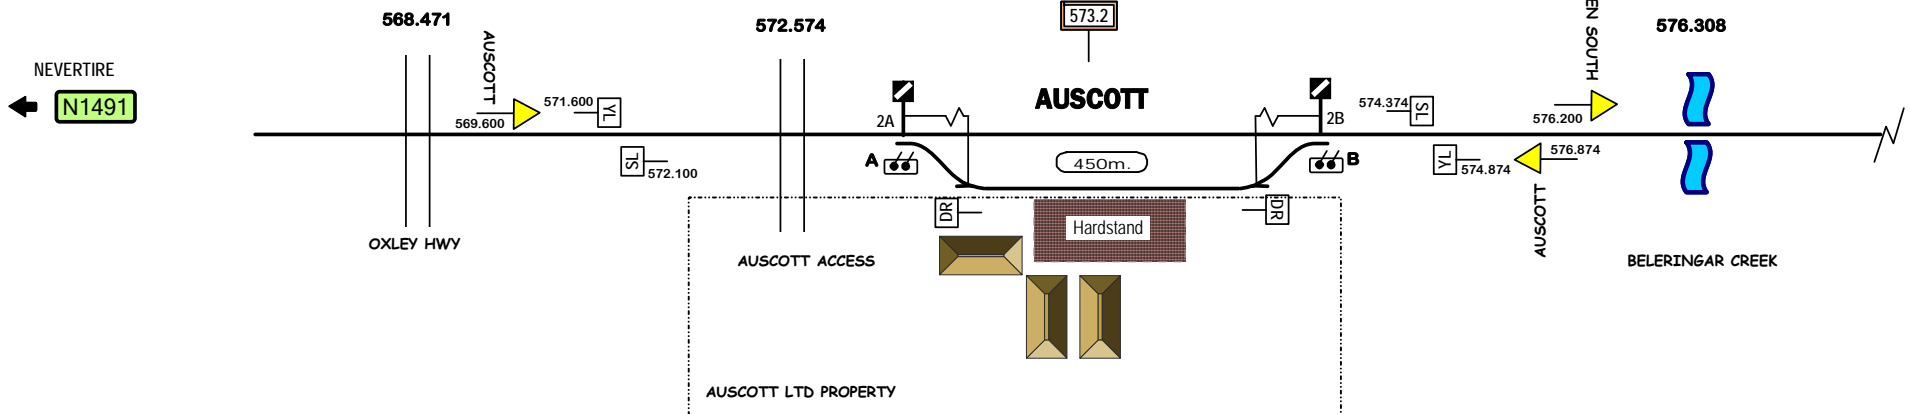 568.471
572.574
573.2
EN SOUTH
576.308
NEVERTIRE
N1491
AUSCOTT
569.600
571.600
YL
2A
AUSCOTT
2B
574.374
SL
576.200
SL
572.100
A
450m.
B
YL
574.874
576.874
AUSCOTT
OXLEY HWY
AUSCOTT ACCESS
DR
Hardstand
DR
BELERINGAR CREEK
AUSCOTT LTD PROPERTY